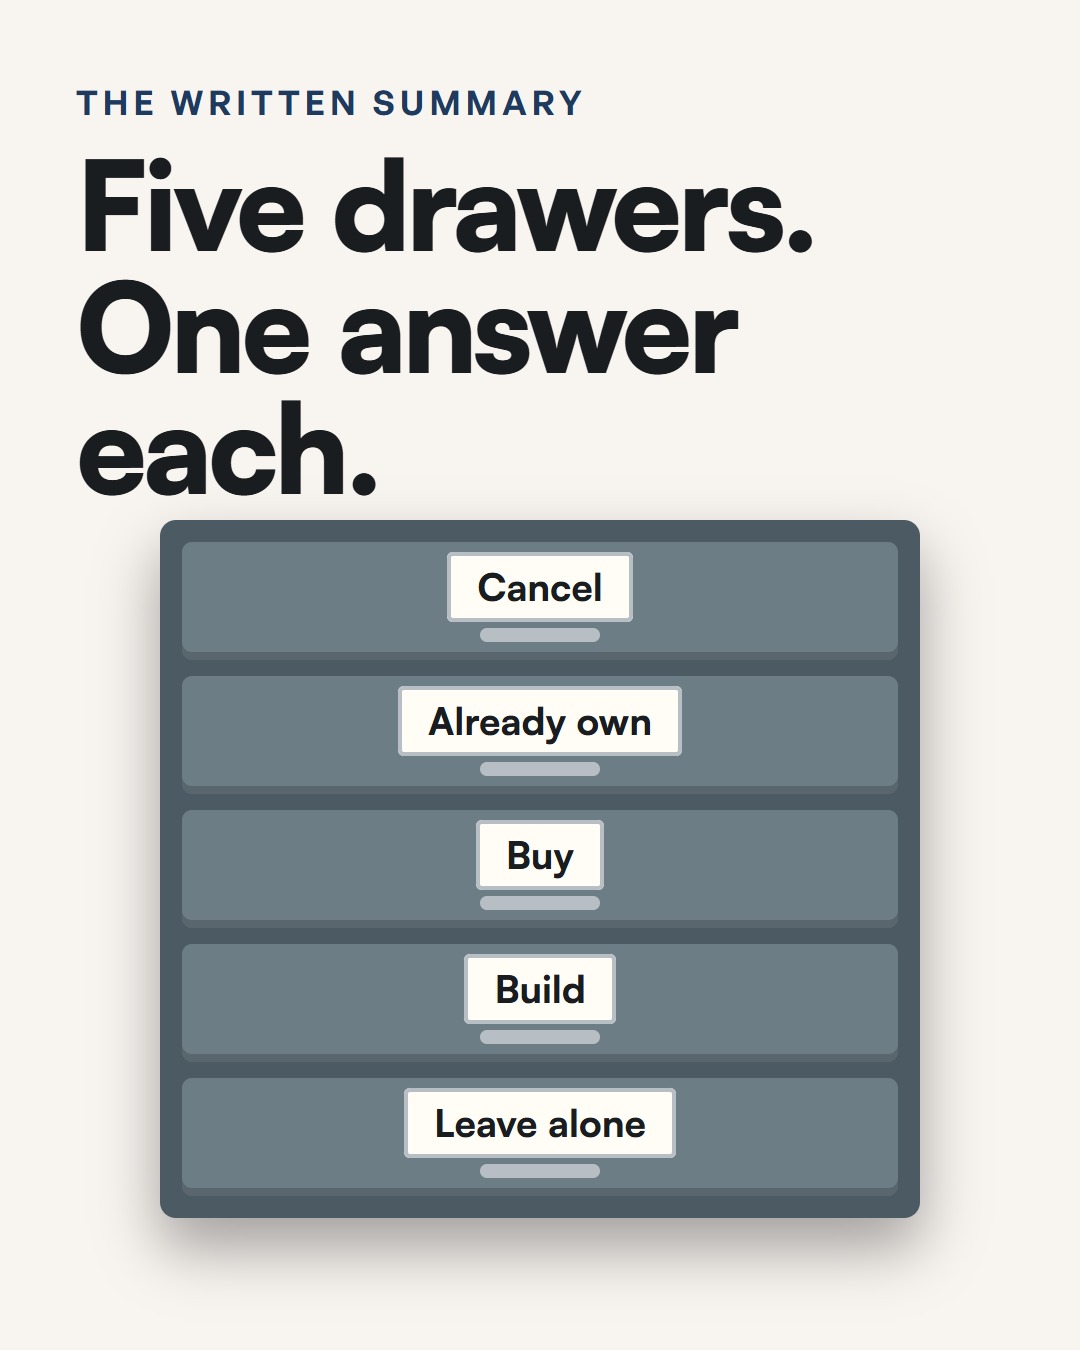 THE WRITTEN SUMMARY
Five drawers.
One answer
each.
Cancel
Already own
Buy
Build
Leave alone